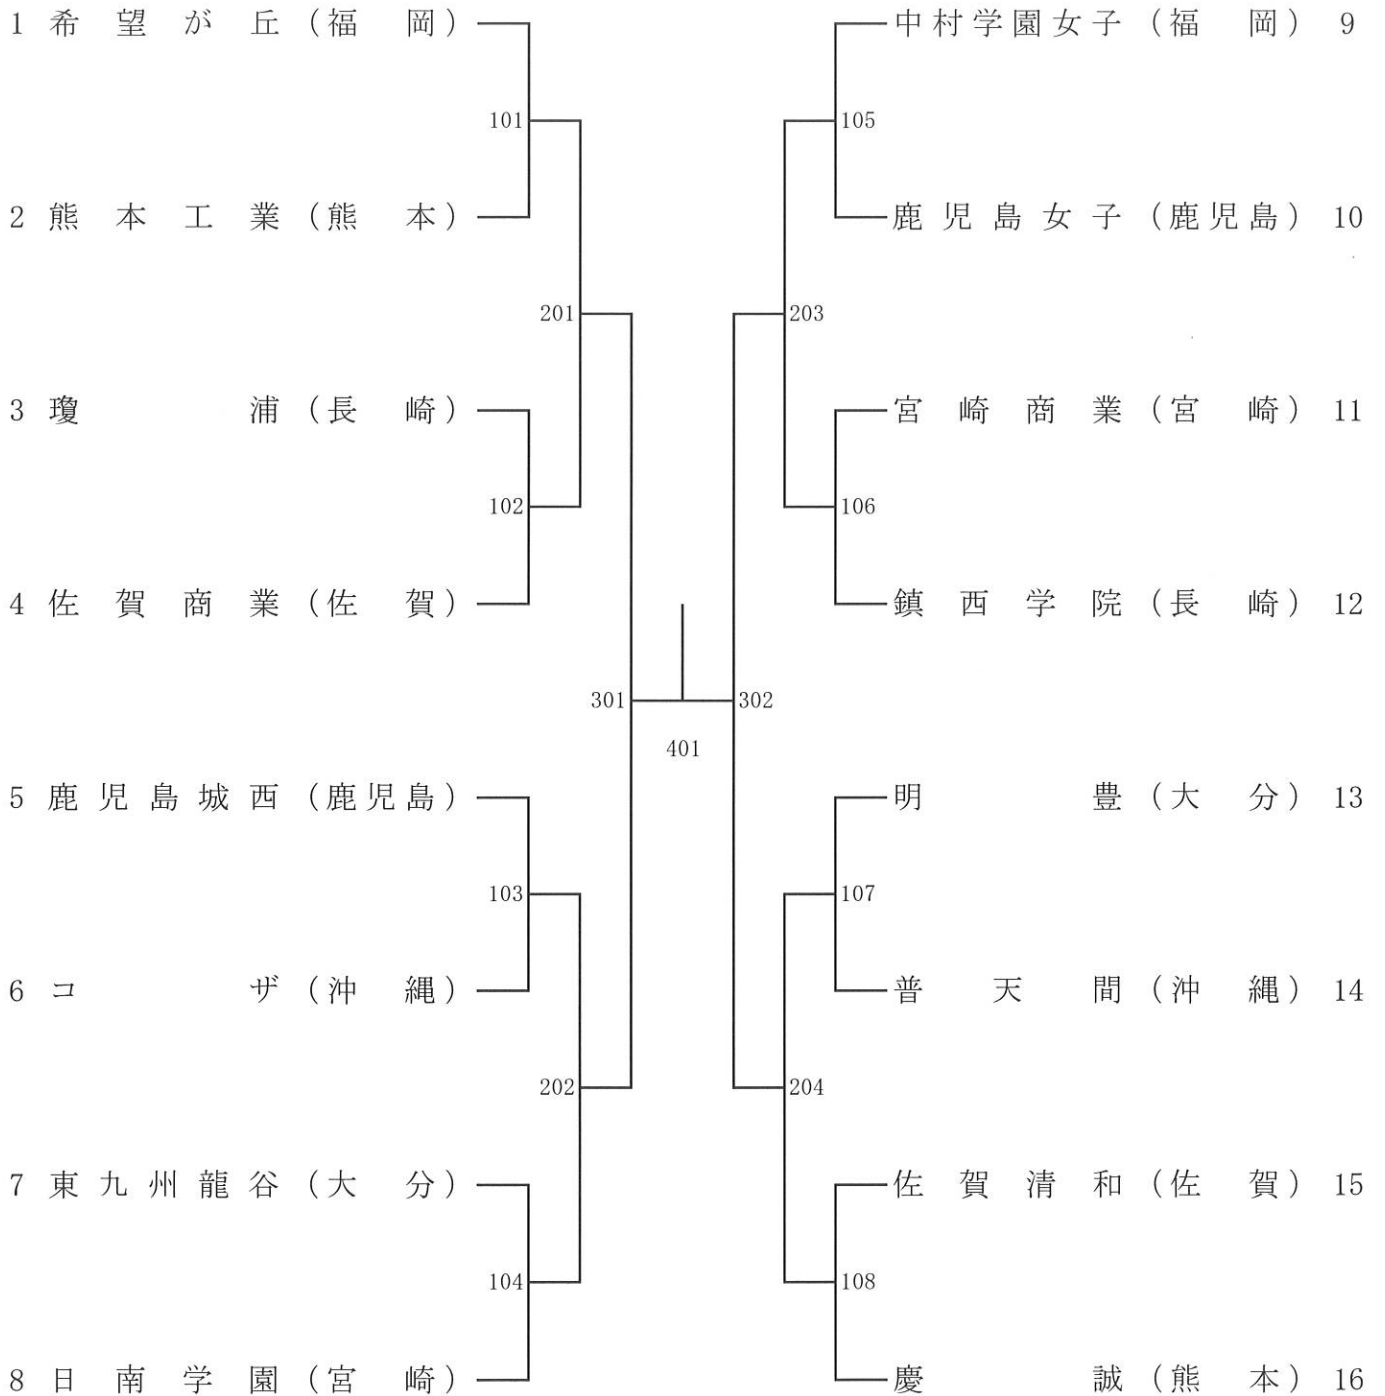 1 希望が丘（福岡）
101
2 熊本工業（熊本）
201
3 瓊浦（長崎）
102
4 佐賀商業（佐賀）
301
5 鹿児島城西（鹿児島）
103
6 コザ（沖縄）
202
7 東九州龍谷（大分）
104
8 日南学園（宮崎）
401
中村学園女子（福岡） 9
105
鹿児島女子（鹿児島） 10
203
宮崎商業（宮崎） 11
106
鎮西学院（長崎） 12
302
明豊（大分） 13
107
普天間（沖縄） 14
204
佐賀清和（佐賀） 15
108
慶誠（熊本） 16